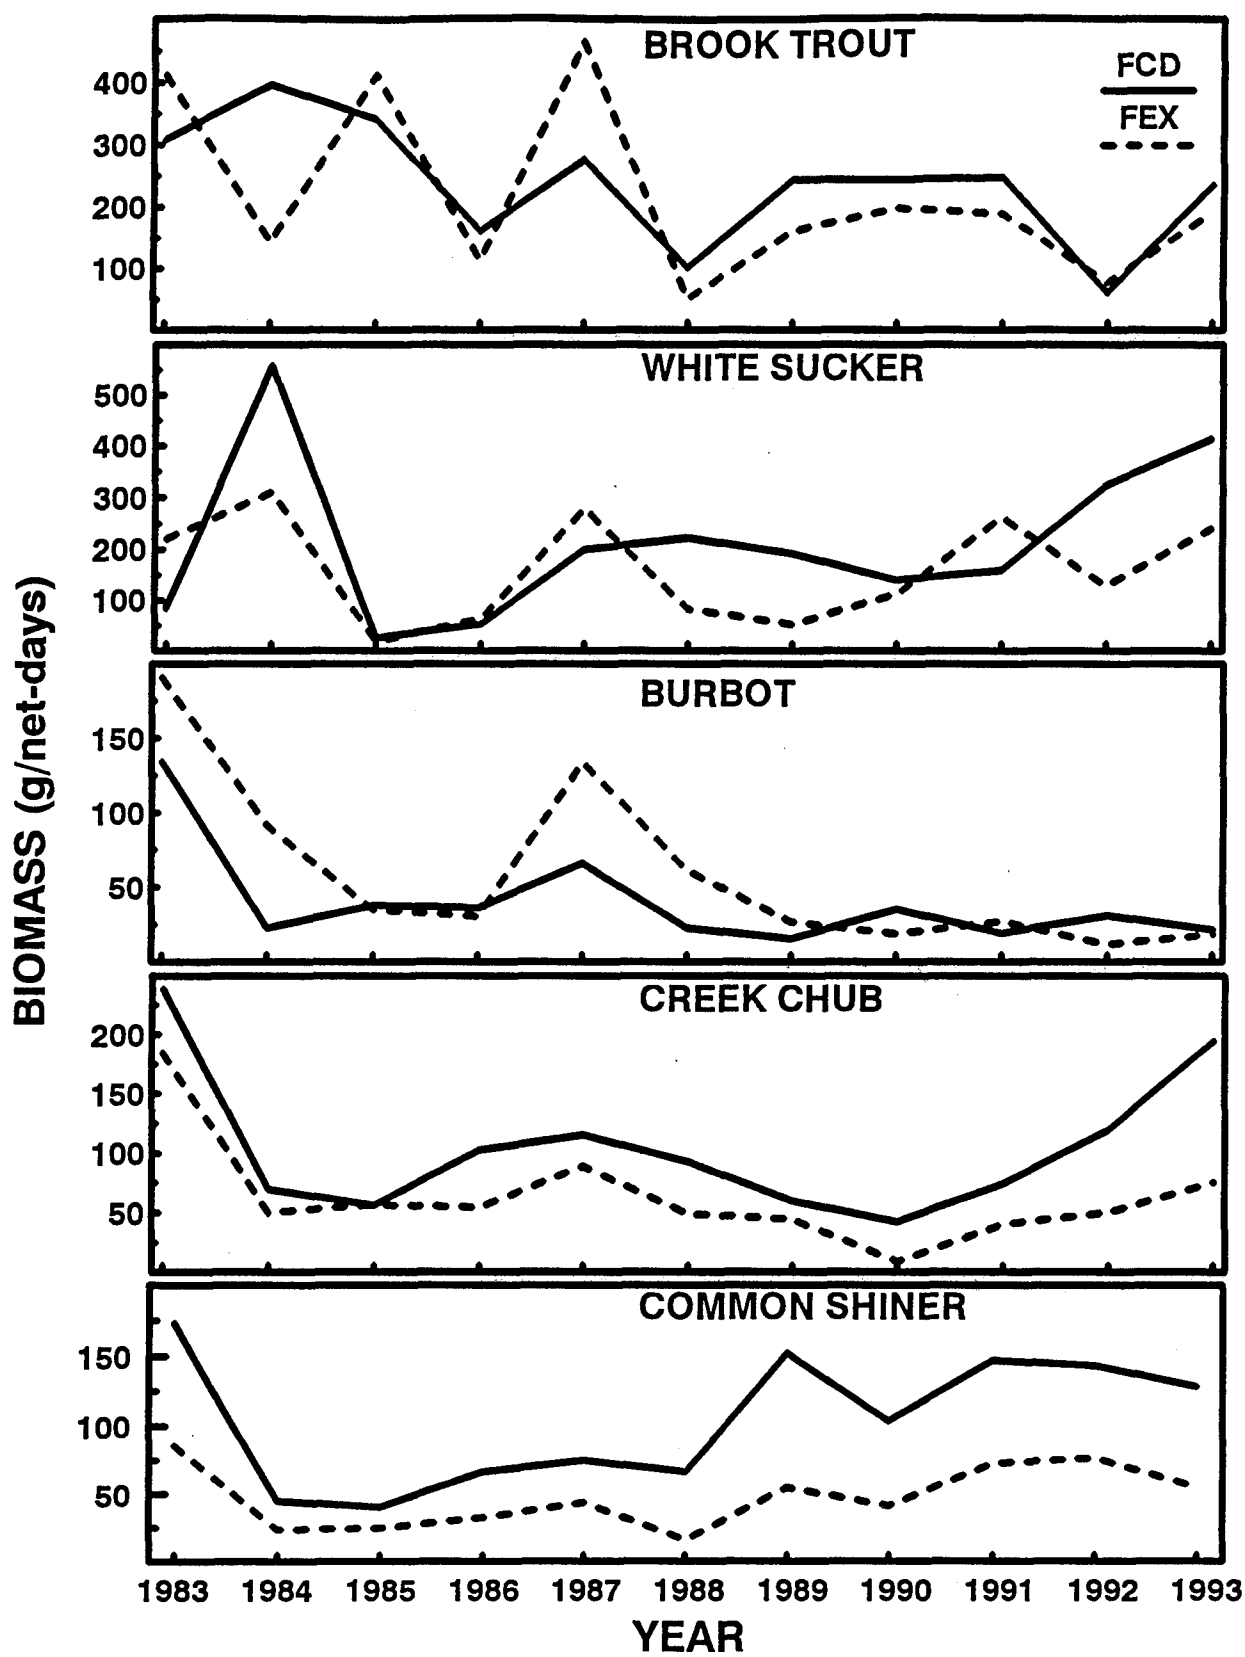 BROOK TROUT
FCD
FEX
400
300
200
100
WHITE SUCKER
500
400
300
200
100
BURBOT
150
100
50
CREEK CHUB
200
150
100
50
COMMON SHINER
150
100
50
BIOMASS (g/net-days)
1983 1984 1985 1986 1987 1988 1989 1990 1991 1992 1993
YEAR